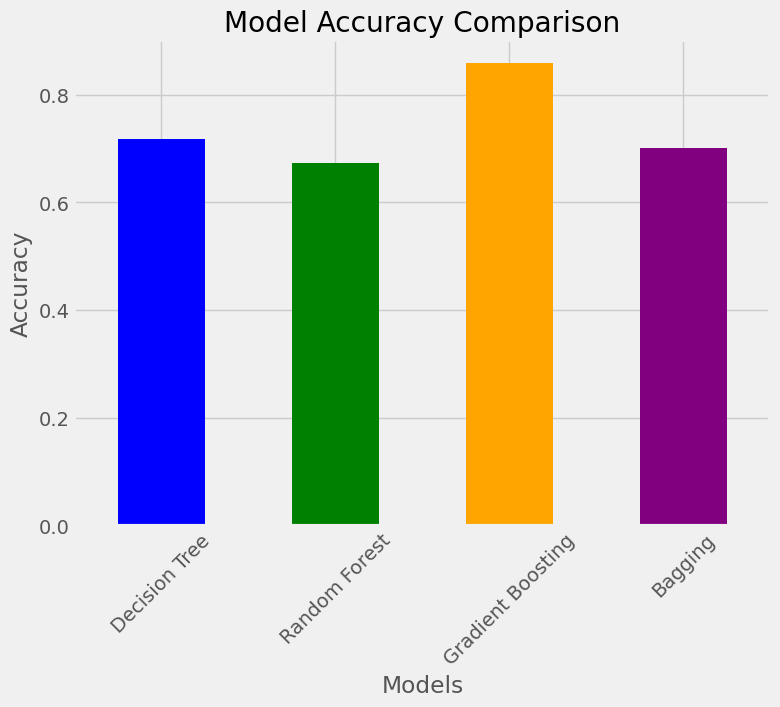 Model Accuracy Comparison
Accuracy
0.8
0.6
0.4
0.2
0.0
Decision Tree
Random Forest
Gradient Boosting
Bagging
Models